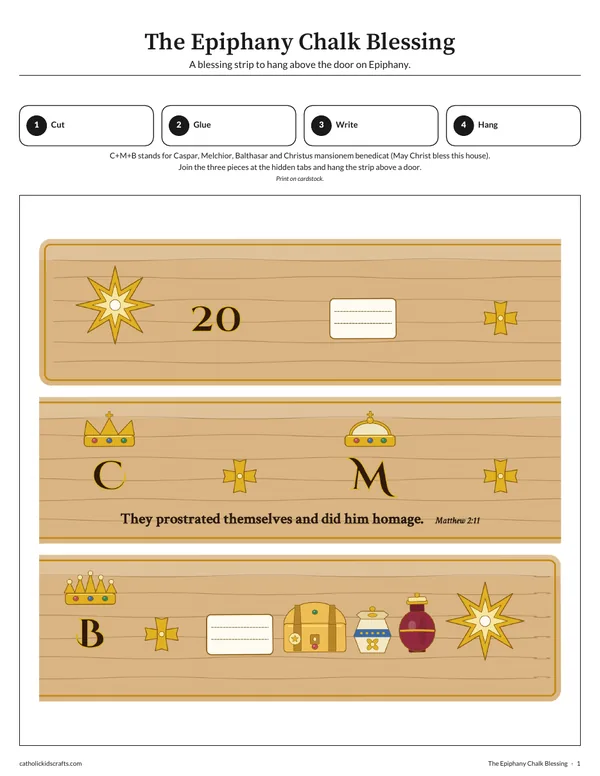 The Epiphany Chalk Blessing
A blessing strip to hang above the door on Epiphany.
1 Cut
2 Glue
3 Write
4 Hang
C+M+B stands for Caspar, Melchior, Balthasar and Christus mansionem benedicat (May Christ bless this house).
Join the three pieces at the hidden tabs and hang the strip above a door.
Print on cardstock.
20
C M
They prostrated themselves and did him homage. Matthew 2:11
B
catholickidscrafts.com
The Epiphany Chalk Blessing · 1